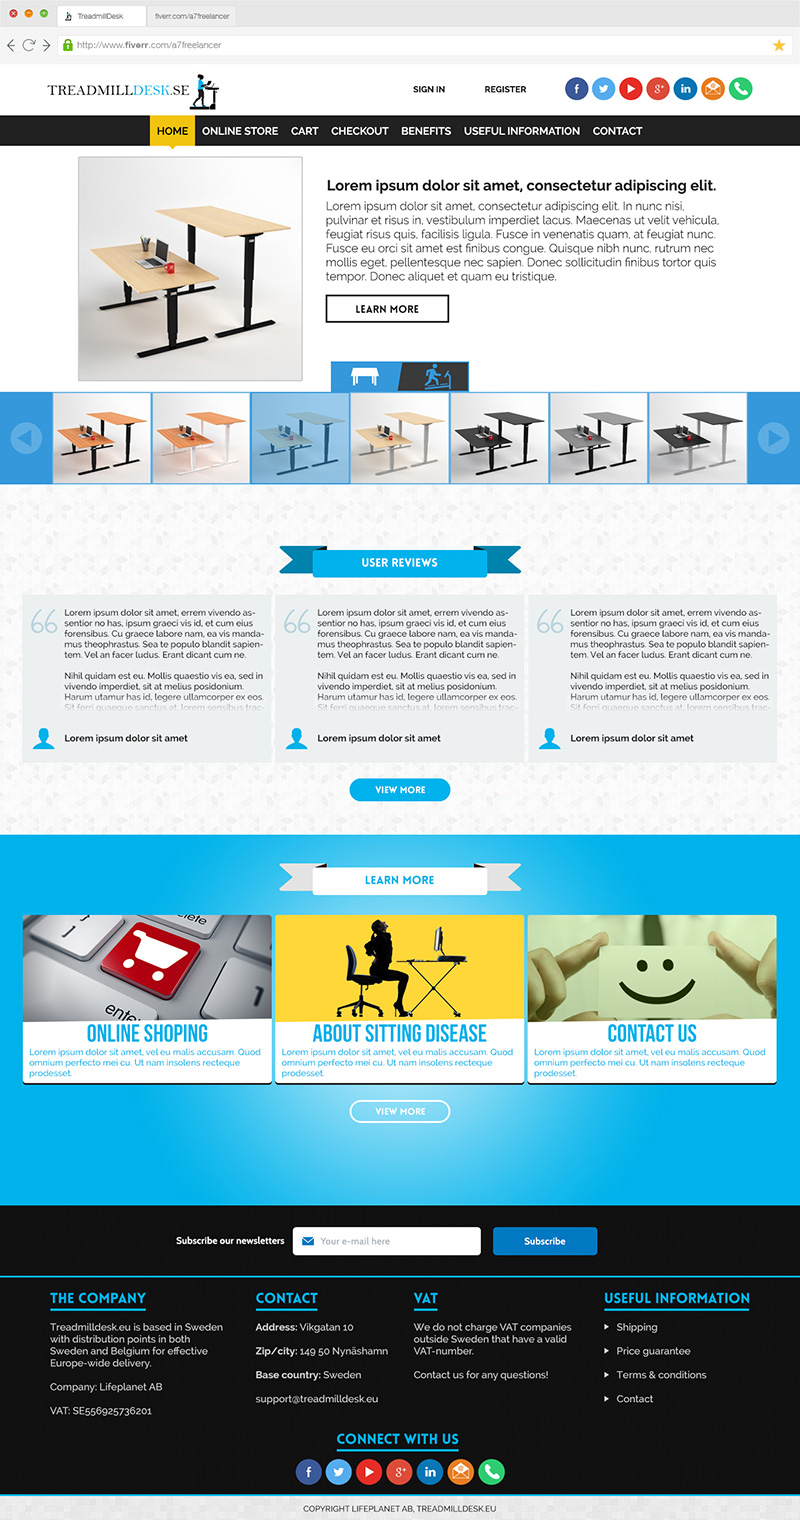 TreadmillDesk
fiverr.com/a7freelancer
http://www.fiverr.com/a7freelancer
TREADMILLDESK.SE
SIGN IN
REGISTER
HOME
ONLINE STORE
CART
CHECKOUT
BENEFITS
USEFUL INFORMATION
CONTACT
Lorem ipsum dolor sit amet, consectetur adipiscing elit.
Lorem ipsum dolor sit amet, consectetur adipiscing elit. In nunc nisi,
pulvinar et risus in, vestibulum imperdiet lacus. Maecenas ut velit vehicula,
feugiat risus quis, facilisis ligula. Fusce in venenatis quam, at feugiat nunc.
Fusce eu orci sit amet est finibus congue. Quisque nibh nunc, rutrum nec
mollis eget, pellentesque nec sapien. Donec sollicitudin finibus tortor quis
tempor. Donec aliquet et quam eu tristique.
LEARN MORE
USER REVIEWS
Lorem ipsum dolor sit amet, errem vivendo as-
sentior no has, ipsum graeci vis id, et cum eius
forensibus. Cu graece labore nam, ea vis manda-
mus theophrastus. Sea te populo blandit sapien-
tem. Vel an facer ludus. Erant dicant cum ne.
Nihil quidam est eu. Mollis quaestio vis ea, sed in
vivendo imperdiet, sit at melius posidonium.
Harum utamur has id, legere ullamcorper ex eos.
Sit ferri quaeque sanctus at, lorem sensibus trac-
Lorem ipsum dolor sit amet
Lorem ipsum dolor sit amet, errem vivendo as-
sentior no has, ipsum graeci vis id, et cum eius
forensibus. Cu graece labore nam, ea vis manda-
mus theophrastus. Sea te populo blandit sapien-
tem. Vel an facer ludus. Erant dicant cum ne.
Nihil quidam est eu. Mollis quaestio vis ea, sed in
vivendo imperdiet, sit at melius posidonium.
Harum utamur has id, legere ullamcorper ex eos.
Sit ferri quaeque sanctus at, lorem sensibus trac-
Lorem ipsum dolor sit amet
Lorem ipsum dolor sit amet, errem vivendo as-
sentior no has, ipsum graeci vis id, et cum eius
forensibus. Cu graece labore nam, ea vis manda-
mus theophrastus. Sea te populo blandit sapien-
tem. Vel an facer ludus. Erant dicant cum ne.
Nihil quidam est eu. Mollis quaestio vis ea, sed in
vivendo imperdiet, sit at melius posidonium.
Harum utamur has id, legere ullamcorper ex eos.
Sit ferri quaeque sanctus at, lorem sensibus trac-
Lorem ipsum dolor sit amet
VIEW MORE
LEARN MORE
elete
enter
ONLINE SHOPING
Lorem ipsum dolor sit amet, vel eu malis accusam. Quod
omnium perfecto mei cu. Ut nam insolens recteque
prodesset.
ABOUT SITTING DISEASE
Lorem ipsum dolor sit amet, vel eu malis accusam. Quod
omnium perfecto mei cu. Ut nam insolens recteque
prodesset.
CONTACT US
Lorem ipsum dolor sit amet, vel eu malis accusam. Quod
omnium perfecto mei cu. Ut nam insolens recteque
prodesset.
VIEW MORE
Subscribe our newsletters
Your e-mail here
Subscribe
THE COMPANY
Treadmilldesk.eu is based in Sweden
with distribution points in both
Sweden and Belgium for effective
Europe-wide delivery.
Company: Lifeplanet AB
VAT: SE556925736201
CONTACT
Address: Vikgatan 10
Zip/city: 149 50 Nynäshamn
Base country: Sweden
support@treadmilldesk.eu
VAT
We do not charge VAT companies
outside Sweden that have a valid
VAT-number.
Contact us for any questions!
USEFUL INFORMATION
Shipping
Price guarantee
Terms & conditions
Contact
CONNECT WITH US
COPYRIGHT LIFEPLANET AB, TREADMILLDESK.EU